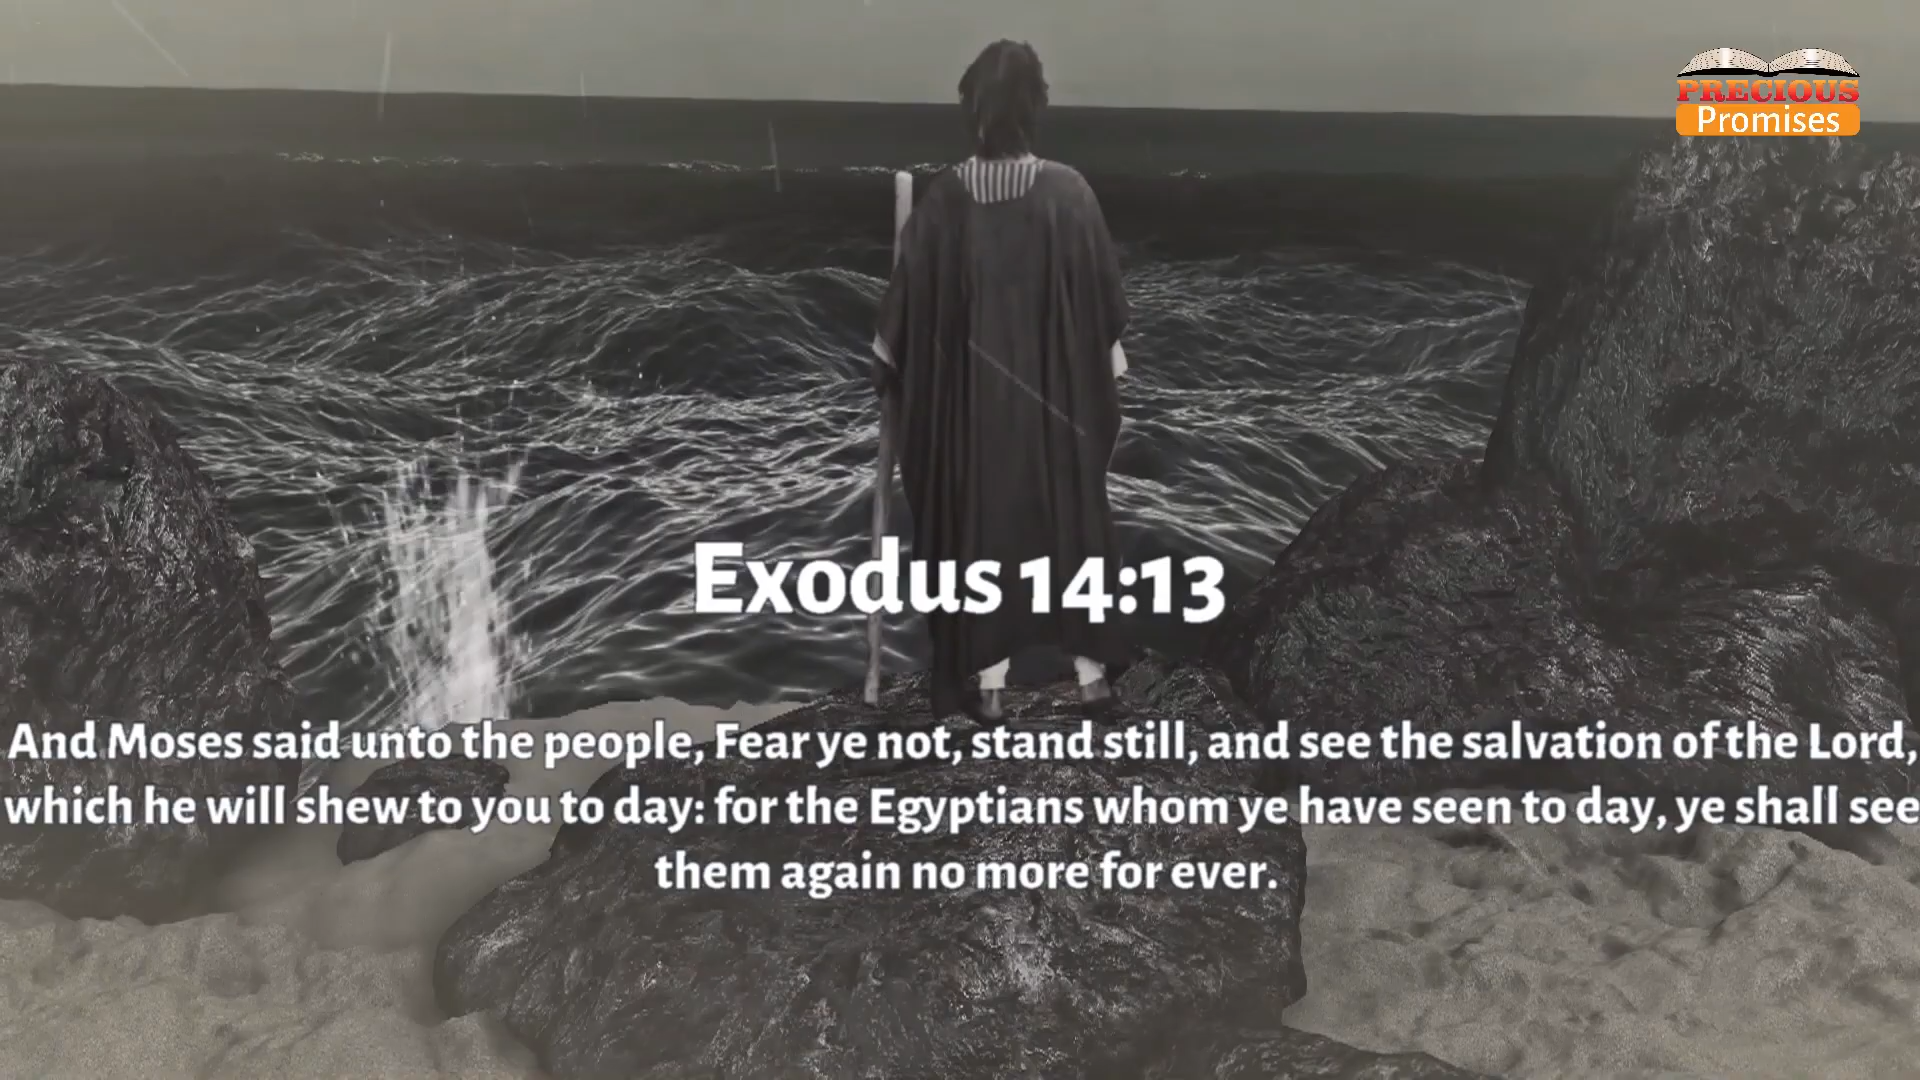 PRECIOUS
Promises
Exodus 14:13
And Moses said unto the people, Fear ye not, stand still, and see the salvation of the Lord,
which he will shew to you to day: for the Egyptians whom ye have seen to day, ye shall see
them again no more for ever.